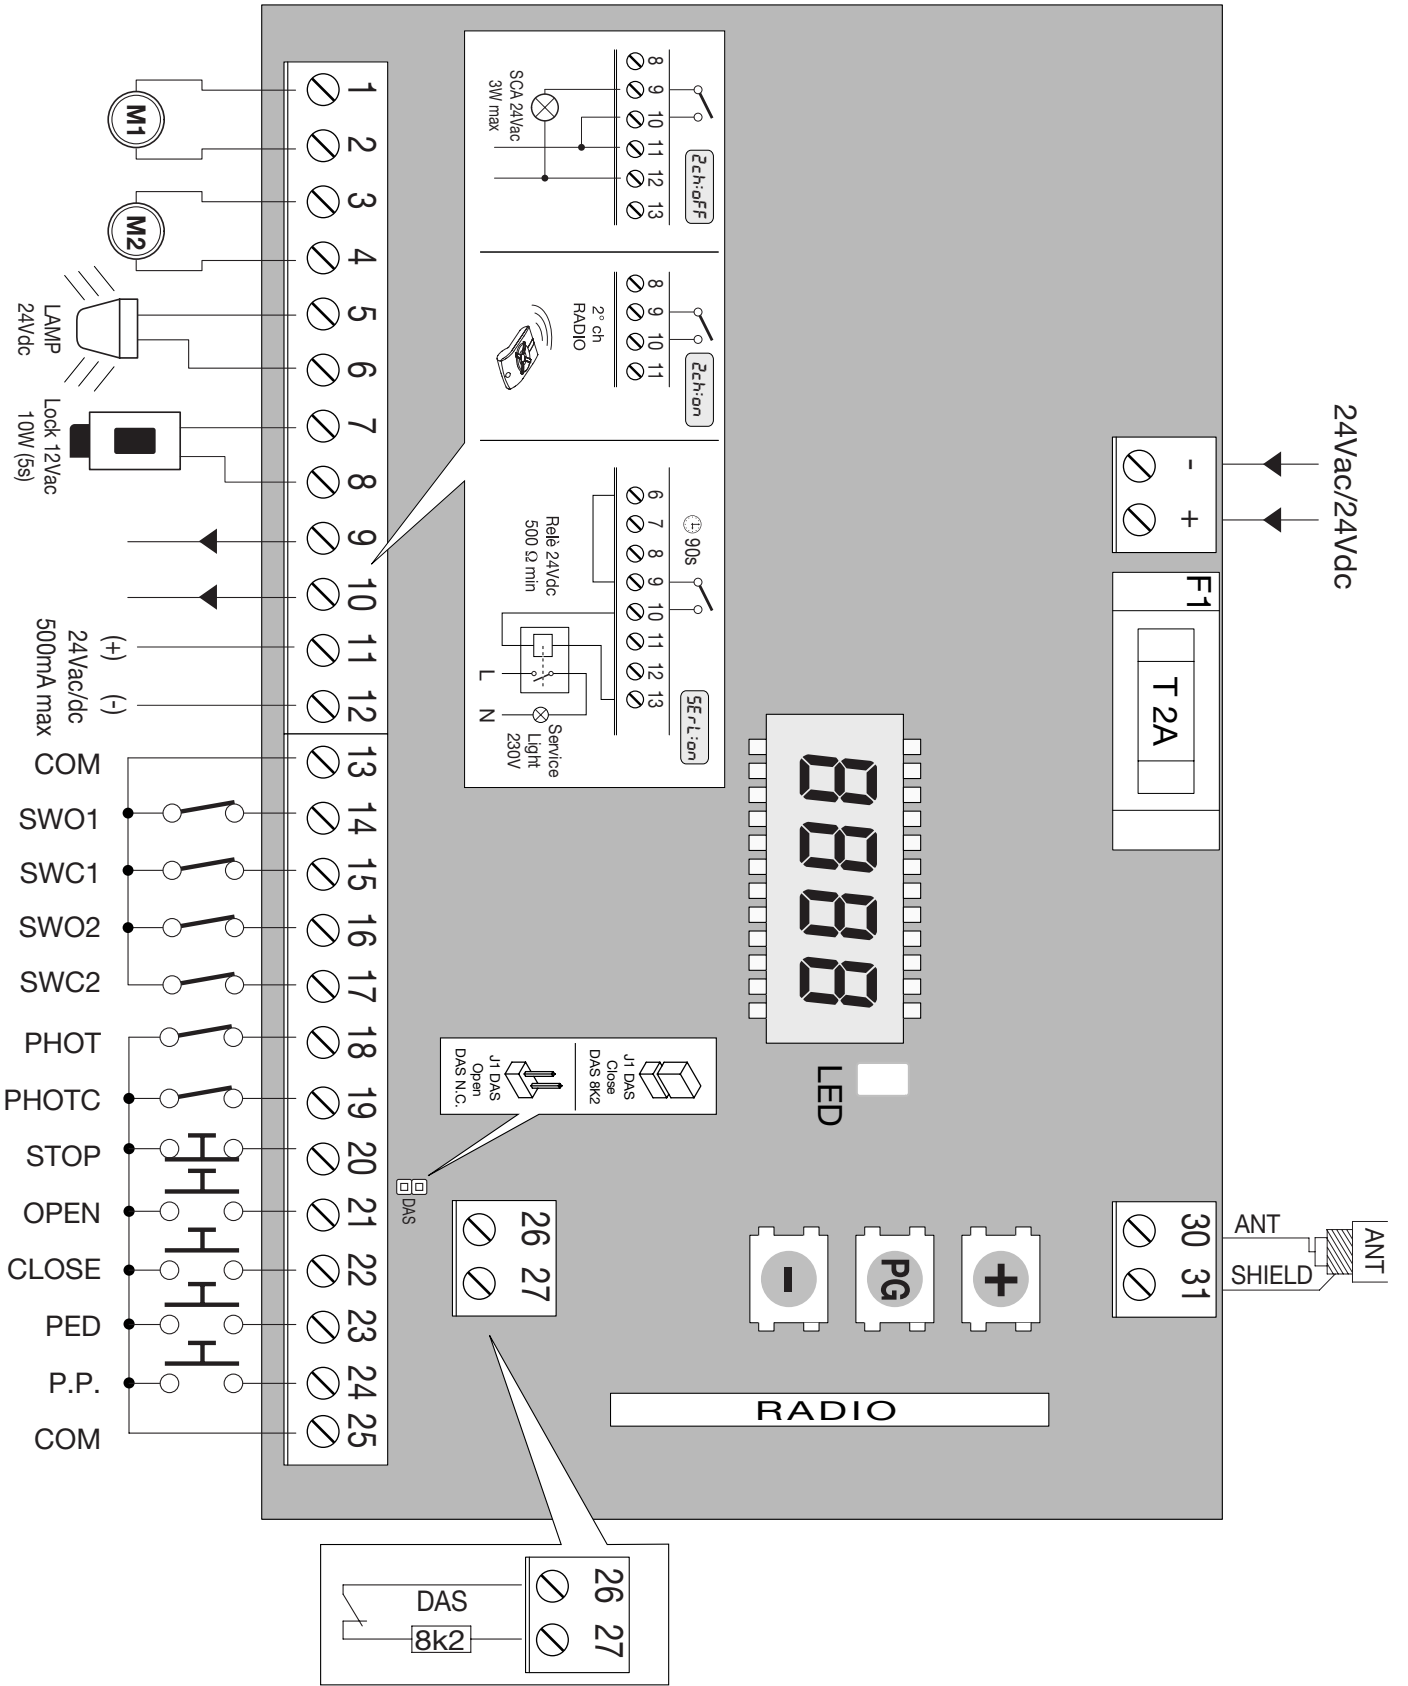 24Vac/24Vdc
- +
F1
T 2A
8888
LED
30 31
ANT
SHIELD
ANT
-
PG
+
RADIO
SCA 24Vac
3W max
8 9 10 11 12 13
2ch:oFF
2° ch
RADIO
8 9 10 11
2ch:on
90s
6 7 8 9 10 11 12 13
SErL:on
Relè 24Vdc
500 Ω min
L
N
Service
Light
230V
J1 DAS
Close
DAS 8K2
J1 DAS
Open
DAS N.C.
DAS
26 27
1
2
3
4
5
6
7
8
9
10
11
12
13
14
15
16
17
18
19
20
21
22
23
24
25
M1
M2
LAMP
24Vdc
Lock 12Vac
10W (5s)
(+) (-)
24Vac/dc
500mA max
COM
SWO1
SWC1
SWO2
SWC2
PHOT
PHOTC
STOP
OPEN
CLOSE
PED
P.P.
COM
26 27
DAS
8k2